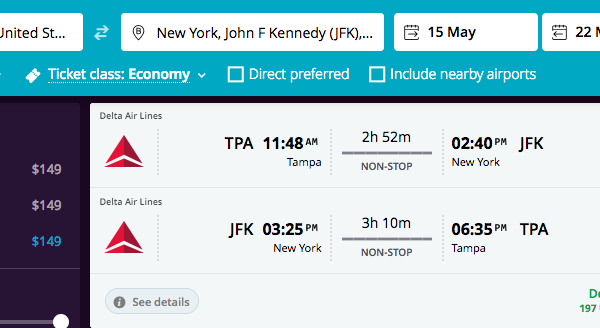 United St...
New York, John F Kennedy (JFK),...
15 May
22 M
Ticket class: Economy
Direct preferred
Include nearby airports
$149
$149
$149
Delta Air Lines
TPA 11:48 AM
Tampa
2h 52m
NON-STOP
02:40 PM JFK
New York
Delta Air Lines
JFK 03:25 PM
New York
3h 10m
NON-STOP
06:35 PM TPA
Tampa
i See details
De
197